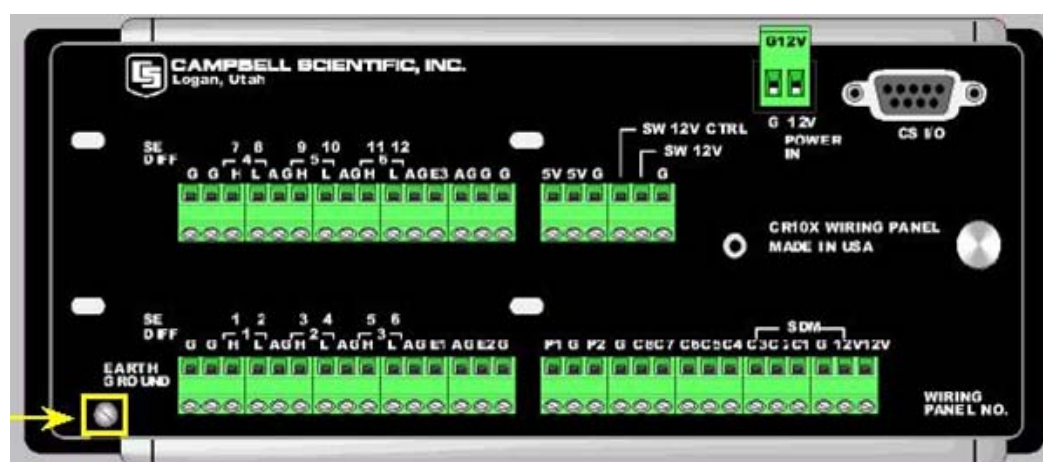 CAMPBELL SCIENTIFIC, INC.
Logan, Utah
G12V
G 12V
POWER
IN
CS I/O
SW 12V CTRL
SW 12V
SE 7 8 9 10 11 12
DIFF 4 5 6
G G H L AG H L AG H L AG E3 AG G G
5V 5V G G
CR10X WIRING PANEL
MADE IN USA
SE 1 2 3 4 5 6
DIFF 1 2 3
G G H L AG H L AG H L AG E1 AG E2 G
SDM
P1 G P2 G C8 C7 C6 C5 C4 C3 C2 C1 G 12V 12V
EARTH
GROUND
WIRING
PANEL NO.